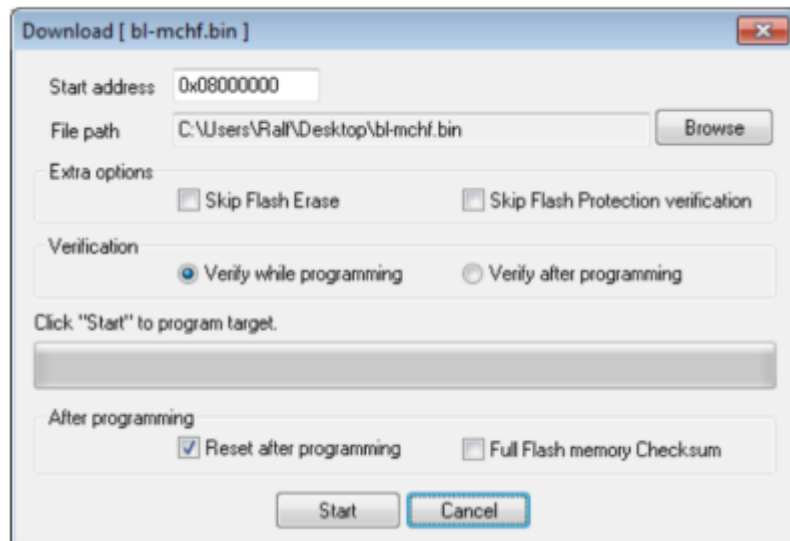 Download [ bl-mchf.bin ]
Start address 0x08000000
File path C:\Users\Ralf\Desktop\bl-mchf.bin Browse
Extra options
Skip Flash Erase Skip Flash Protection verification
Verification
Verify while programming Verify after programming
Click "Start" to program target.
After programming
Reset after programming Full Flash memory Checksum
Start Cancel